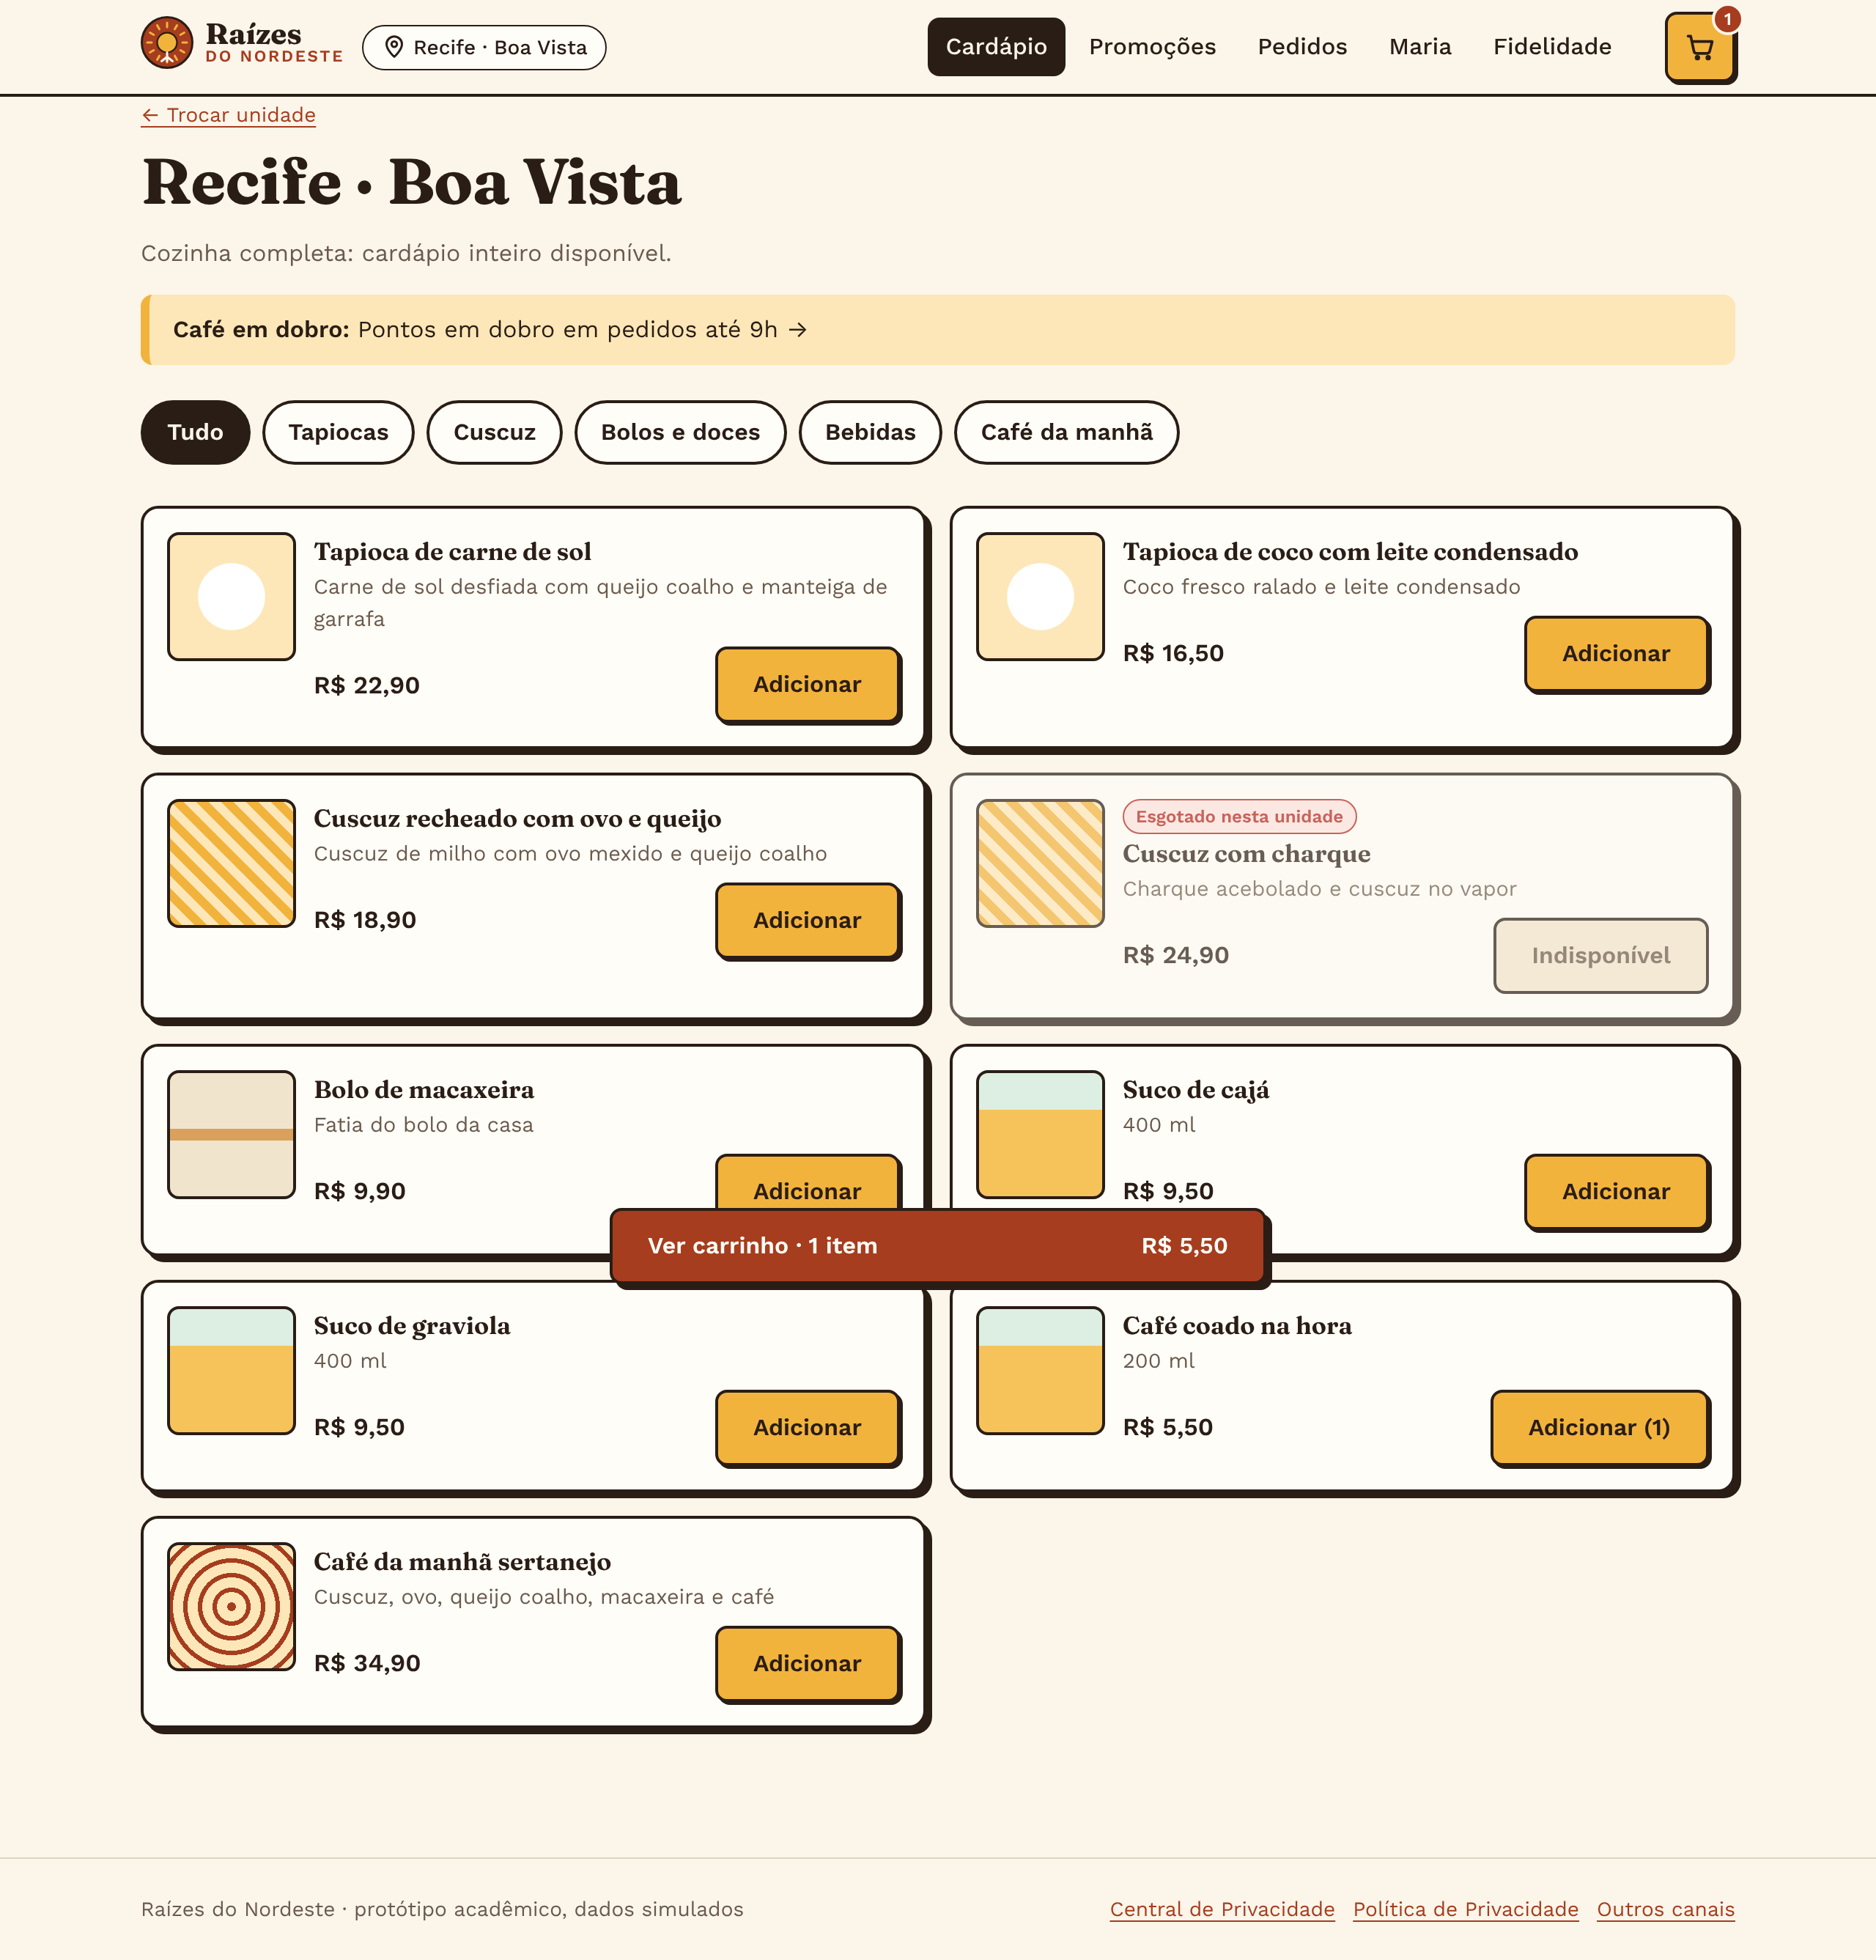 Raízes
DO NORDESTE
Recife · Boa Vista
Cardápio
Promoções
Pedidos
Maria
Fidelidade
1
← Trocar unidade
Recife · Boa Vista
Cozinha completa: cardápio inteiro disponível.
Café em dobro: Pontos em dobro em pedidos até 9h →
Tudo
Tapiocas
Cuscuz
Bolos e doces
Bebidas
Café da manhã
Tapioca de carne de sol
Carne de sol desfiada com queijo coalho e manteiga de
garrafa
R$ 22,90
Adicionar
Tapioca de coco com leite condensado
Coco fresco ralado e leite condensado
R$ 16,50
Adicionar
Cuscuz recheado com ovo e queijo
Cuscuz de milho com ovo mexido e queijo coalho
R$ 18,90
Adicionar
Esgotado nesta unidade
Cuscuz com charque
Charque acebolado e cuscuz no vapor
R$ 24,90
Indisponível
Bolo de macaxeira
Fatia do bolo da casa
R$ 9,90
Adicionar
Suco de cajá
400 ml
R$ 9,50
Adicionar
Ver carrinho · 1 item
R$ 5,50
Suco de graviola
400 ml
R$ 9,50
Adicionar
Café coado na hora
200 ml
R$ 5,50
Adicionar (1)
Café da manhã sertanejo
Cuscuz, ovo, queijo coalho, macaxeira e café
R$ 34,90
Adicionar
Raízes do Nordeste · protótipo acadêmico, dados simulados
Central de Privacidade
Política de Privacidade
Outros canais